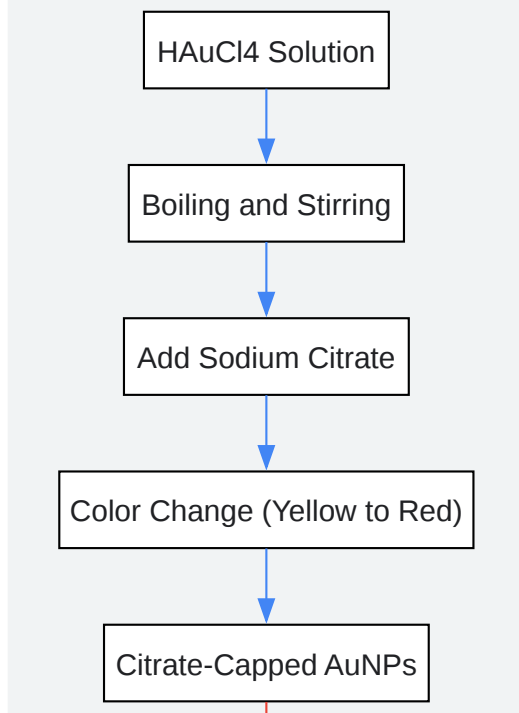 HAuCl4 Solution
Boiling and Stirring
Add Sodium Citrate
Color Change (Yellow to Red)
Citrate-Capped AuNPs